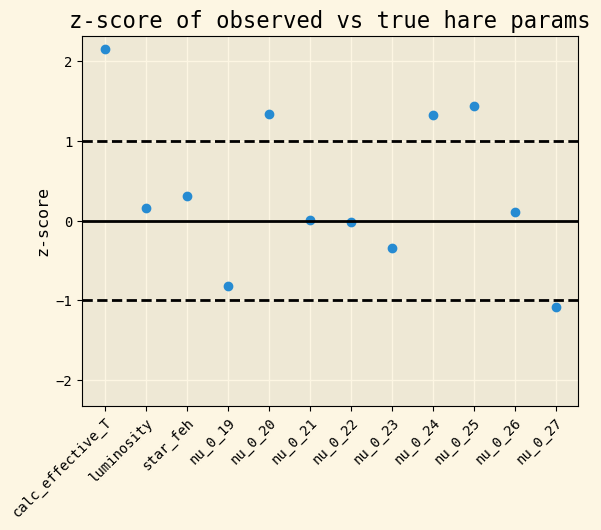 z-score of observed vs true hare params
z-score
2
1
0
−1
−2
calc_effective_T
luminosity
star_feh
nu_0_19
nu_0_20
nu_0_21
nu_0_22
nu_0_23
nu_0_24
nu_0_25
nu_0_26
nu_0_27